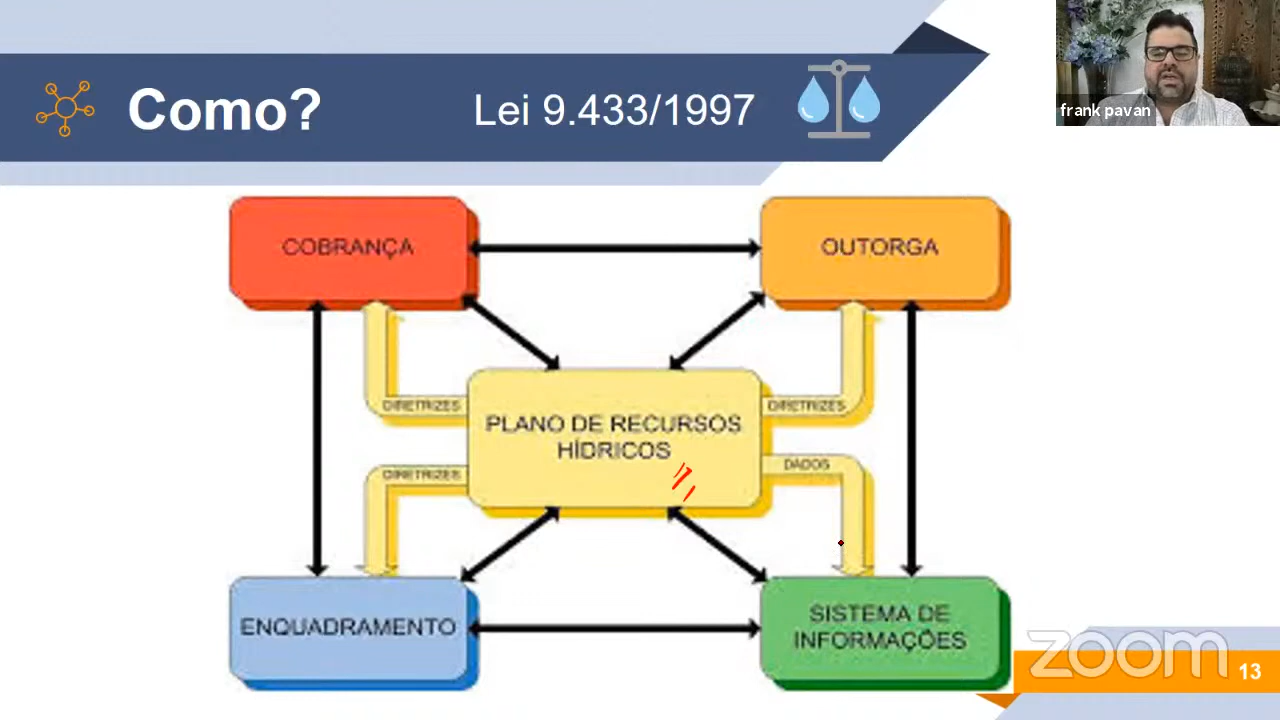 Como?
Lei 9.433/1997
frank pavan
COBRANÇA
OUTORGA
DIRETRIZES
DIRETRIZES
PLANO DE RECURSOS
HÍDRICOS
DIRETRIZES
DADOS
ENQUADRAMENTO
SISTEMA DE
INFORMAÇÕES
zoom
13